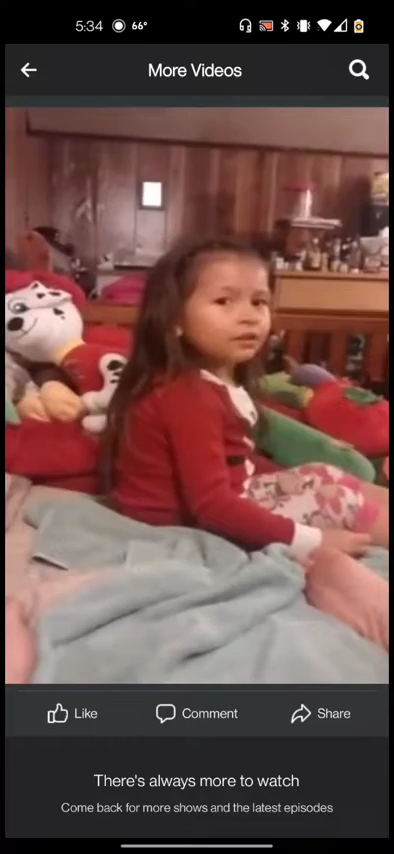 5:34 66°
More Videos
Like Comment Share
There's always more to watch
Come back for more shows and the latest episodes